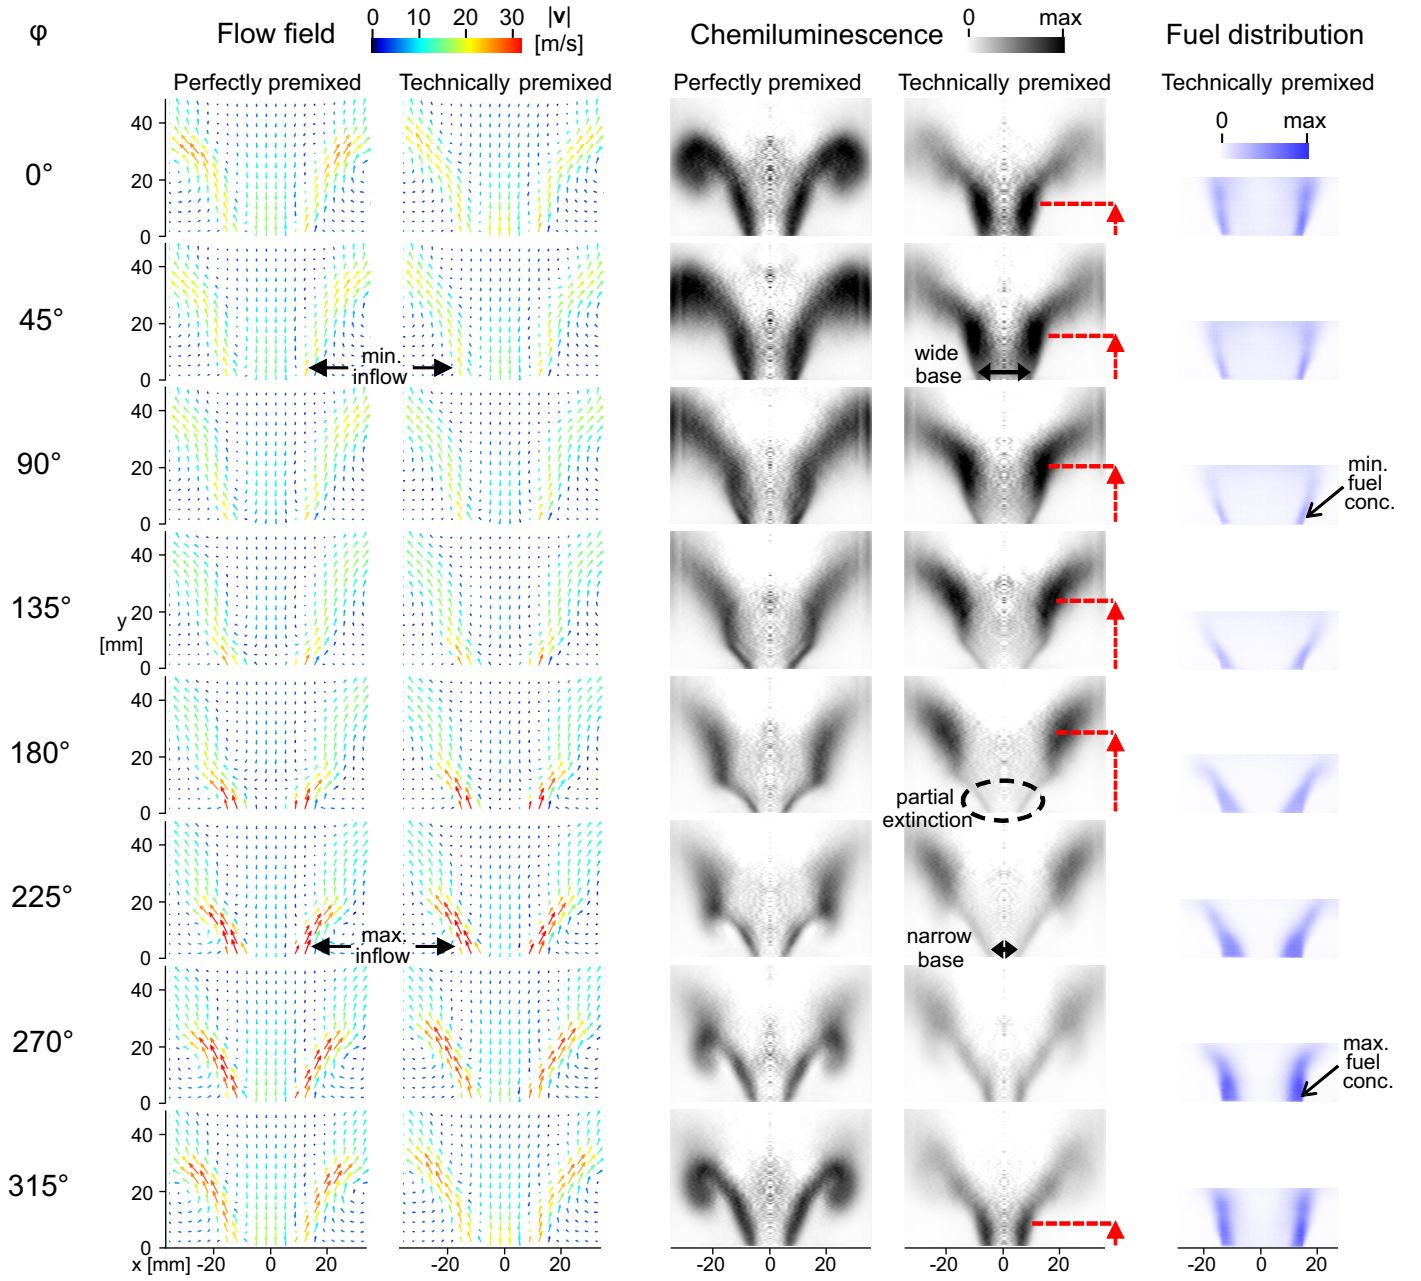 φ
Flow field
0 10 20 30 |v|
[m/s]
Chemiluminescence
0 max
Fuel distribution
Perfectly premixed
Technically premixed
Perfectly premixed
Technically premixed
Technically premixed
0 max
40
20
0
0°
40
20
0
45°
min.
inflow
wide
base
40
20
0
90°
min.
fuel
conc.
40
20
0
135°
y
[mm]
40
20
0
180°
partial
extinction
40
20
0
225°
max.
inflow
narrow
base
40
20
0
270°
max.
fuel
conc.
40
20
0
315°
x [mm] -20 0 20
-20 0 20
-20 0 20
-20 0 20
-20 0 20